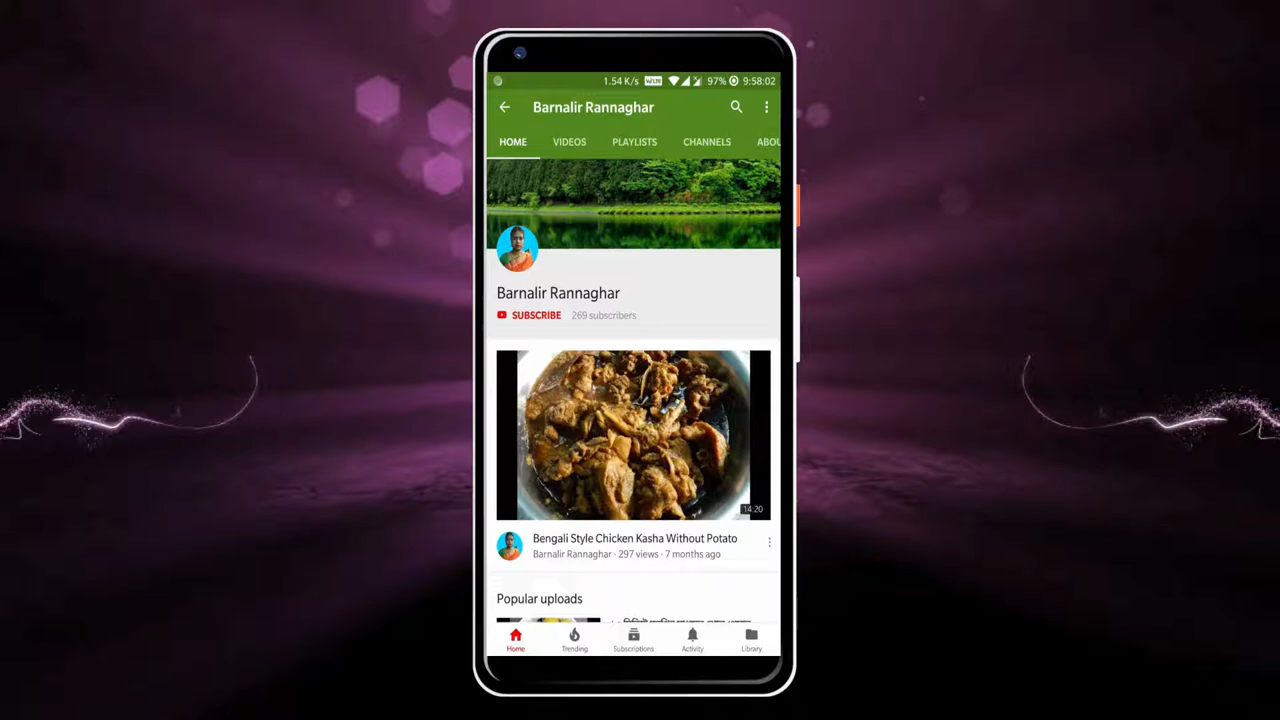 1.54 K/s VoLTE 97% 9:58:02
Barnalir Rannaghar
HOME VIDEOS PLAYLISTS CHANNELS ABOU
Barnalir Rannaghar
SUBSCRIBE 269 subscribers
14:20
Bengali Style Chicken Kasha Without Potato
Barnalir Rannaghar · 297 views · 7 months ago
Popular uploads
Home Trending Subscriptions Activity Library